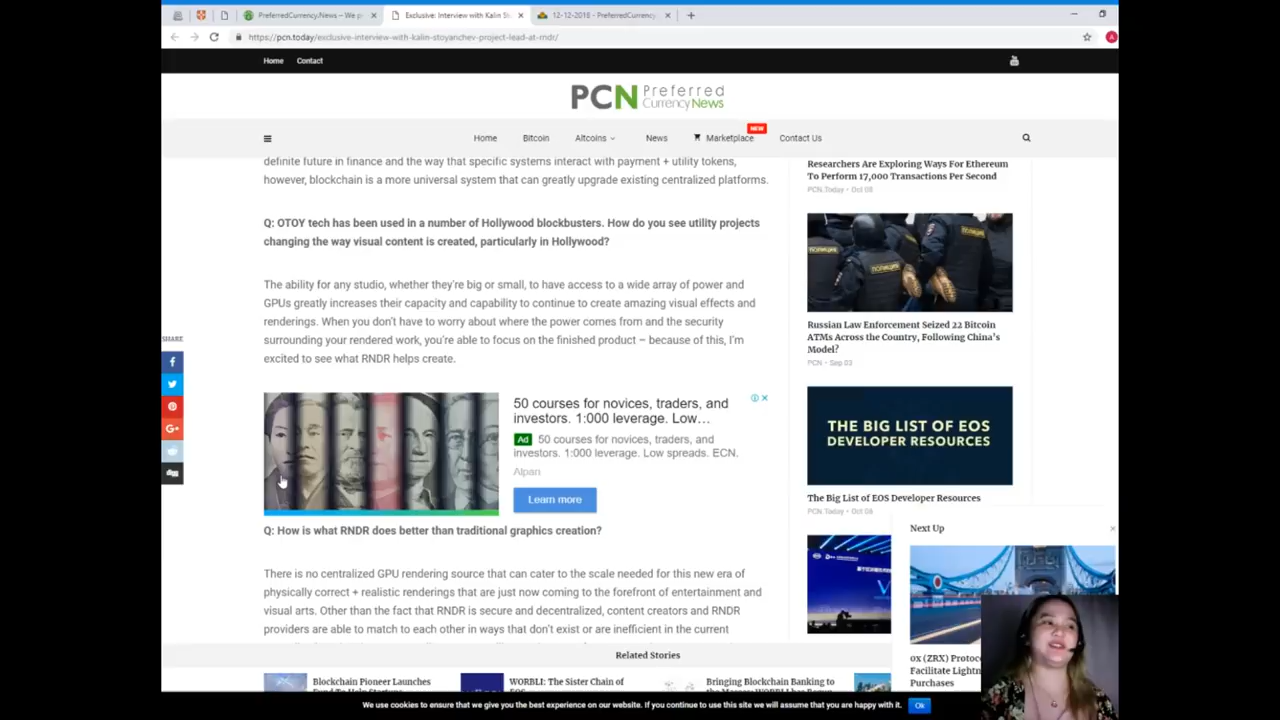 PreferredCurrency.News – We p
Exclusive: Interview with Kalin St
12-12-2018 - PreferredCurrency
https://pcn.today/exclusive-interview-with-kalin-stoyanchev-project-lead-at-rndr/
Home Contact
PCN Preferred
CurrencyNews
Home Bitcoin Altcoins News Marketplace NEW Contact Us
definite future in finance and the way that specific systems interact with payment + utility tokens,
however, blockchain is a more universal system that can greatly upgrade existing centralized platforms.
Q: OTOY tech has been used in a number of Hollywood blockbusters. How do you see utility projects
changing the way visual content is created, particularly in Hollywood?
The ability for any studio, whether they're big or small, to have access to a wide array of power and
GPUs greatly increases their capacity and capability to continue to create amazing visual effects and
renderings. When you don't have to worry about where the power comes from and the security
surrounding your rendered work, you're able to focus on the finished product – because of this, I'm
excited to see what RNDR helps create.
SHARE
G+
digg
50 courses for novices, traders, and
investors. 1:000 leverage. Low...
Ad 50 courses for novices, traders, and
investors. 1:000 leverage. Low spreads. ECN.
Alpari
Learn more
Q: How is what RNDR does better than traditional graphics creation?
There is no centralized GPU rendering source that can cater to the scale needed for this new era of
physically correct + realistic renderings that are just now coming to the forefront of entertainment and
visual arts. Other than the fact that RNDR is secure and decentralized, content creators and RNDR
providers are able to match to each other in ways that don't exist or are inefficient in the current
Researchers Are Exploring Ways For Ethereum
To Perform 17,000 Transactions Per Second
PCN.Today • Oct 08
Russian Law Enforcement Seized 22 Bitcoin
ATMs Across the Country, Following China's
Model?
PCN • Sep 03
THE BIG LIST OF EOS
DEVELOPER RESOURCES
The Big List of EOS Developer Resources
PCN.Today • Oct 06
Next Up
0x (ZRX) Protoc
Facilitate Lightn
Purchases
Related Stories
Blockchain Pioneer Launches
Fund To Help Startups
WORBLI: The Sister Chain of
EOS
Bringing Blockchain Banking to
the Masses: WORBLI has Begun
We use cookies to ensure that we give you the best experience on our website. If you continue to use this site we will assume that you are happy with it. Ok